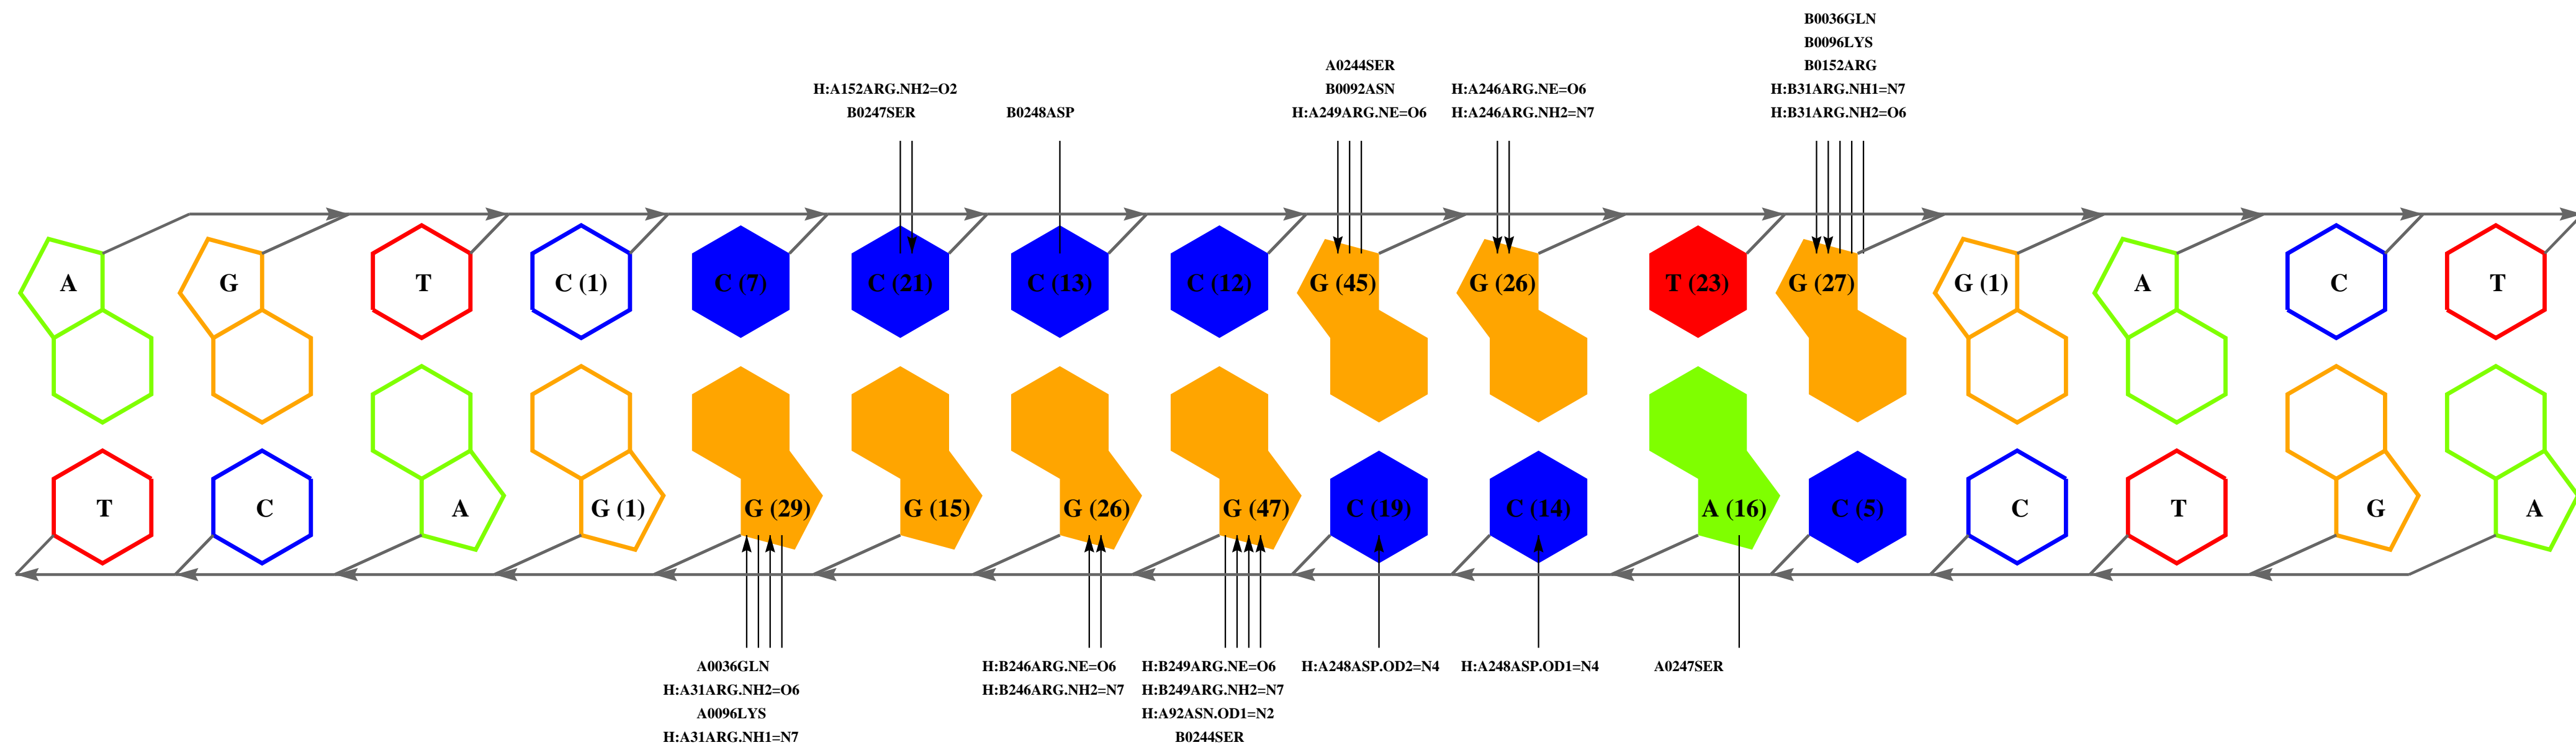 B0036GLN
B0096LYS
A0244SER B0152ARG
H:A152ARG.NH2=O2 B0092ASN H:A246ARG.NE=O6 H:B31ARG.NH1=N7
B0247SER B0248ASP H:A249ARG.NE=O6 H:A246ARG.NH2=N7 H:B31ARG.NH2=O6
A G T C (1) C (7) C (21) C (13) C (12) G (45) G (26) T (23) G (27) G (1) A C T
T C A G (1) G (29) G (15) G (26) G (47) C (19) C (14) A (16) C (5) C T G A
A0036GLN H:B246ARG.NE=O6 H:B249ARG.NE=O6 H:A248ASP.OD2=N4 H:A248ASP.OD1=N4 A0247SER
H:A31ARG.NH2=O6 H:B246ARG.NH2=N7 H:B249ARG.NH2=N7
A0096LYS H:A92ASN.OD1=N2
H:A31ARG.NH1=N7 B0244SER